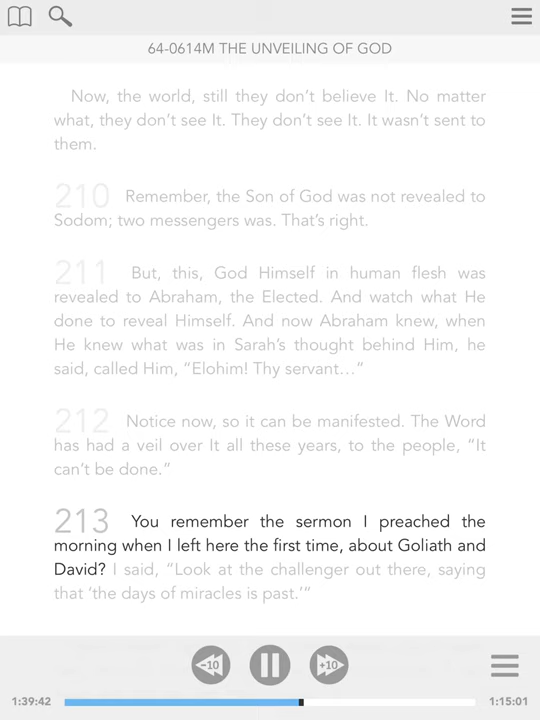 64-0614M THE UNVEILING OF GOD
Now, the world, still they don’t believe It. No matter
what, they don’t see It. They don’t see It. It wasn’t sent to
them.
210 Remember, the Son of God was not revealed to
Sodom; two messengers was. That’s right.
211 But, this, God Himself in human flesh was
revealed to Abraham, the Elected. And watch what He
done to reveal Himself. And now Abraham knew, when
He knew what was in Sarah’s thought behind Him, he
said, called Him, “Elohim! Thy servant…”
212 Notice now, so it can be manifested. The Word
has had a veil over It all these years, to the people, “It
can’t be done.”
213 You remember the sermon I preached the
morning when I left here the first time, about Goliath and
David? I said, “Look at the challenger out there, saying
that ‘the days of miracles is past.’”
-10 +10
1:39:42 1:15:01